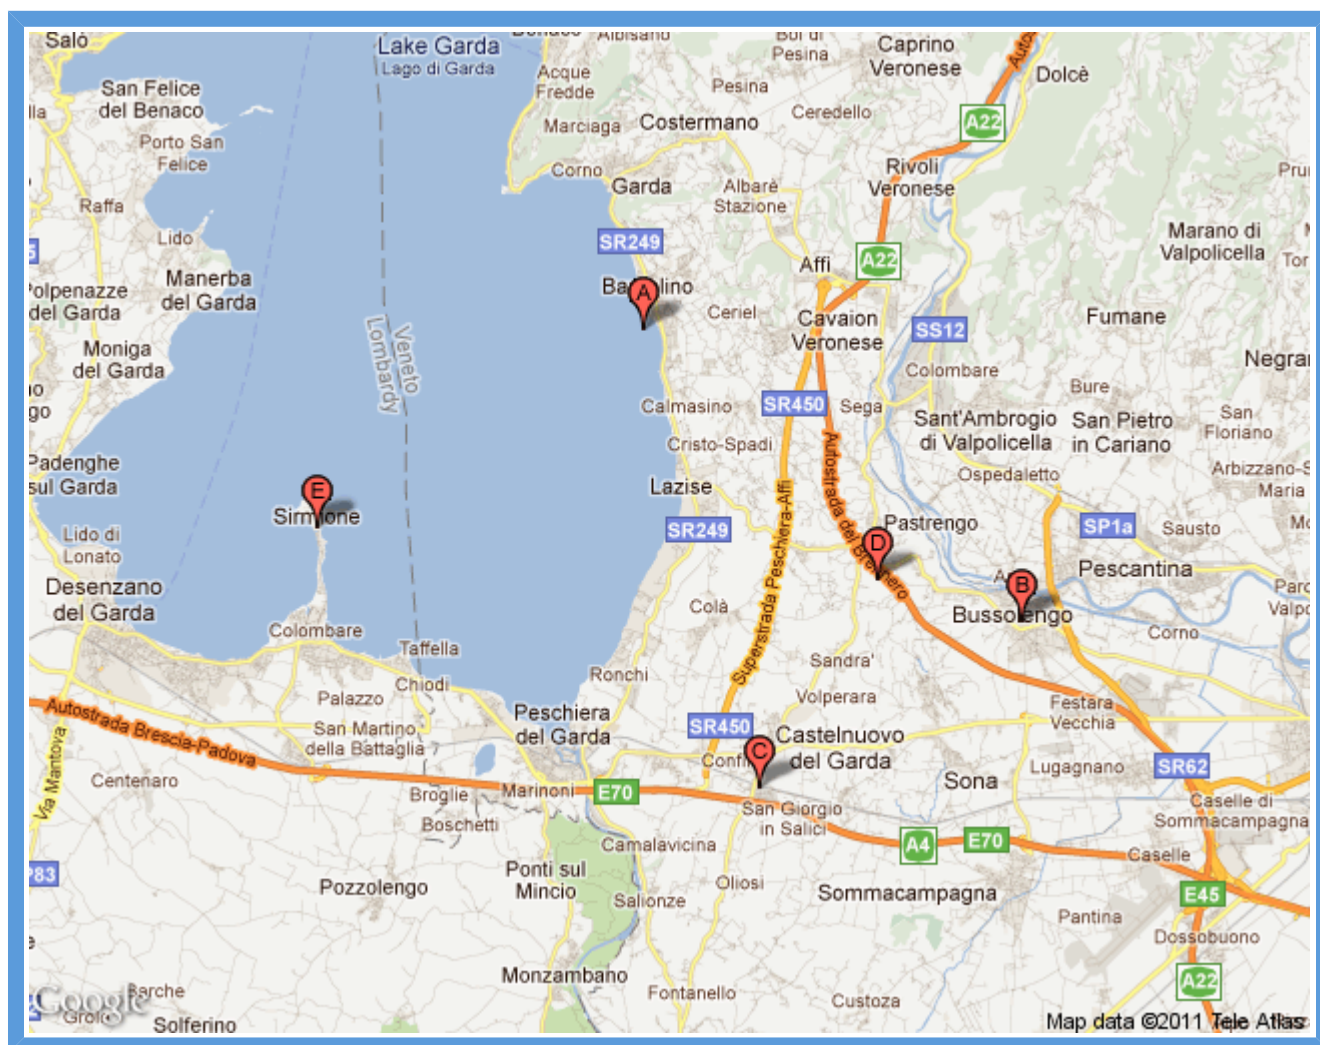 Salò
Lake Garda
Lago di Garda
Albisano
Pesina
Caprino
Veronese
Dolcè
San Felice
del Benaco
Acque
Fredde
Pesina
Marciaga
Costermano
Ceredello
A22
Porto San
Felice
Corno
Garda
Albarè
Stazione
Rivoli
Veronese
Raffa
Lido
SR249
Marano di
Valpolicella
Manerba
del Garda
Affi
A22
A
Ceriel
Cavaion
Veronese
SS12
Fumane
del Garda
Moniga
del Garda
Veneto
Lombardy
Colombare
Bure
Calmasino
SR450
Sega
Sant'Ambrogio
di Valpolicella
San Pietro
in Cariano
San
Floriano
Cristo-Spadi
Autostrada del Brennero
Padenghe
sul Garda
Ospedaletto
Maria
Lazise
E
Sirmione
SR249
Superstrada Peschiera-Affi
Pastrengo
D
SP1a
Sausto
Lido di
Lonato
Desenzano
del Garda
Pescantina
B
Bussolengo
Colà
Colombare
Taffella
Corno
Sandra'
Ronchi
Chiodi
Palazzo
Volperara
Festara
Vecchia
Autostrada Brescia-Padova
San Martino
della Battaglia
Peschiera
del Garda
SR450
C
Castelnuovo
del Garda
Via Mantova
Centenaro
Broglie
Marinoni
E70
Sona
Lugagnano
SR62
Boschetti
San Giorgio
in Salici
Caselle di
Sommacampagna
Camalavicina
A4
E70
Caselle
Pozzolengo
Ponti sul
Mincio
Oliosi
Salionze
Sommacampagna
E45
Pantina
Dossobuono
Monzambano
Fontanello
Custoza
A22
Google
Solferino
Map data ©2011 Tele Atlas